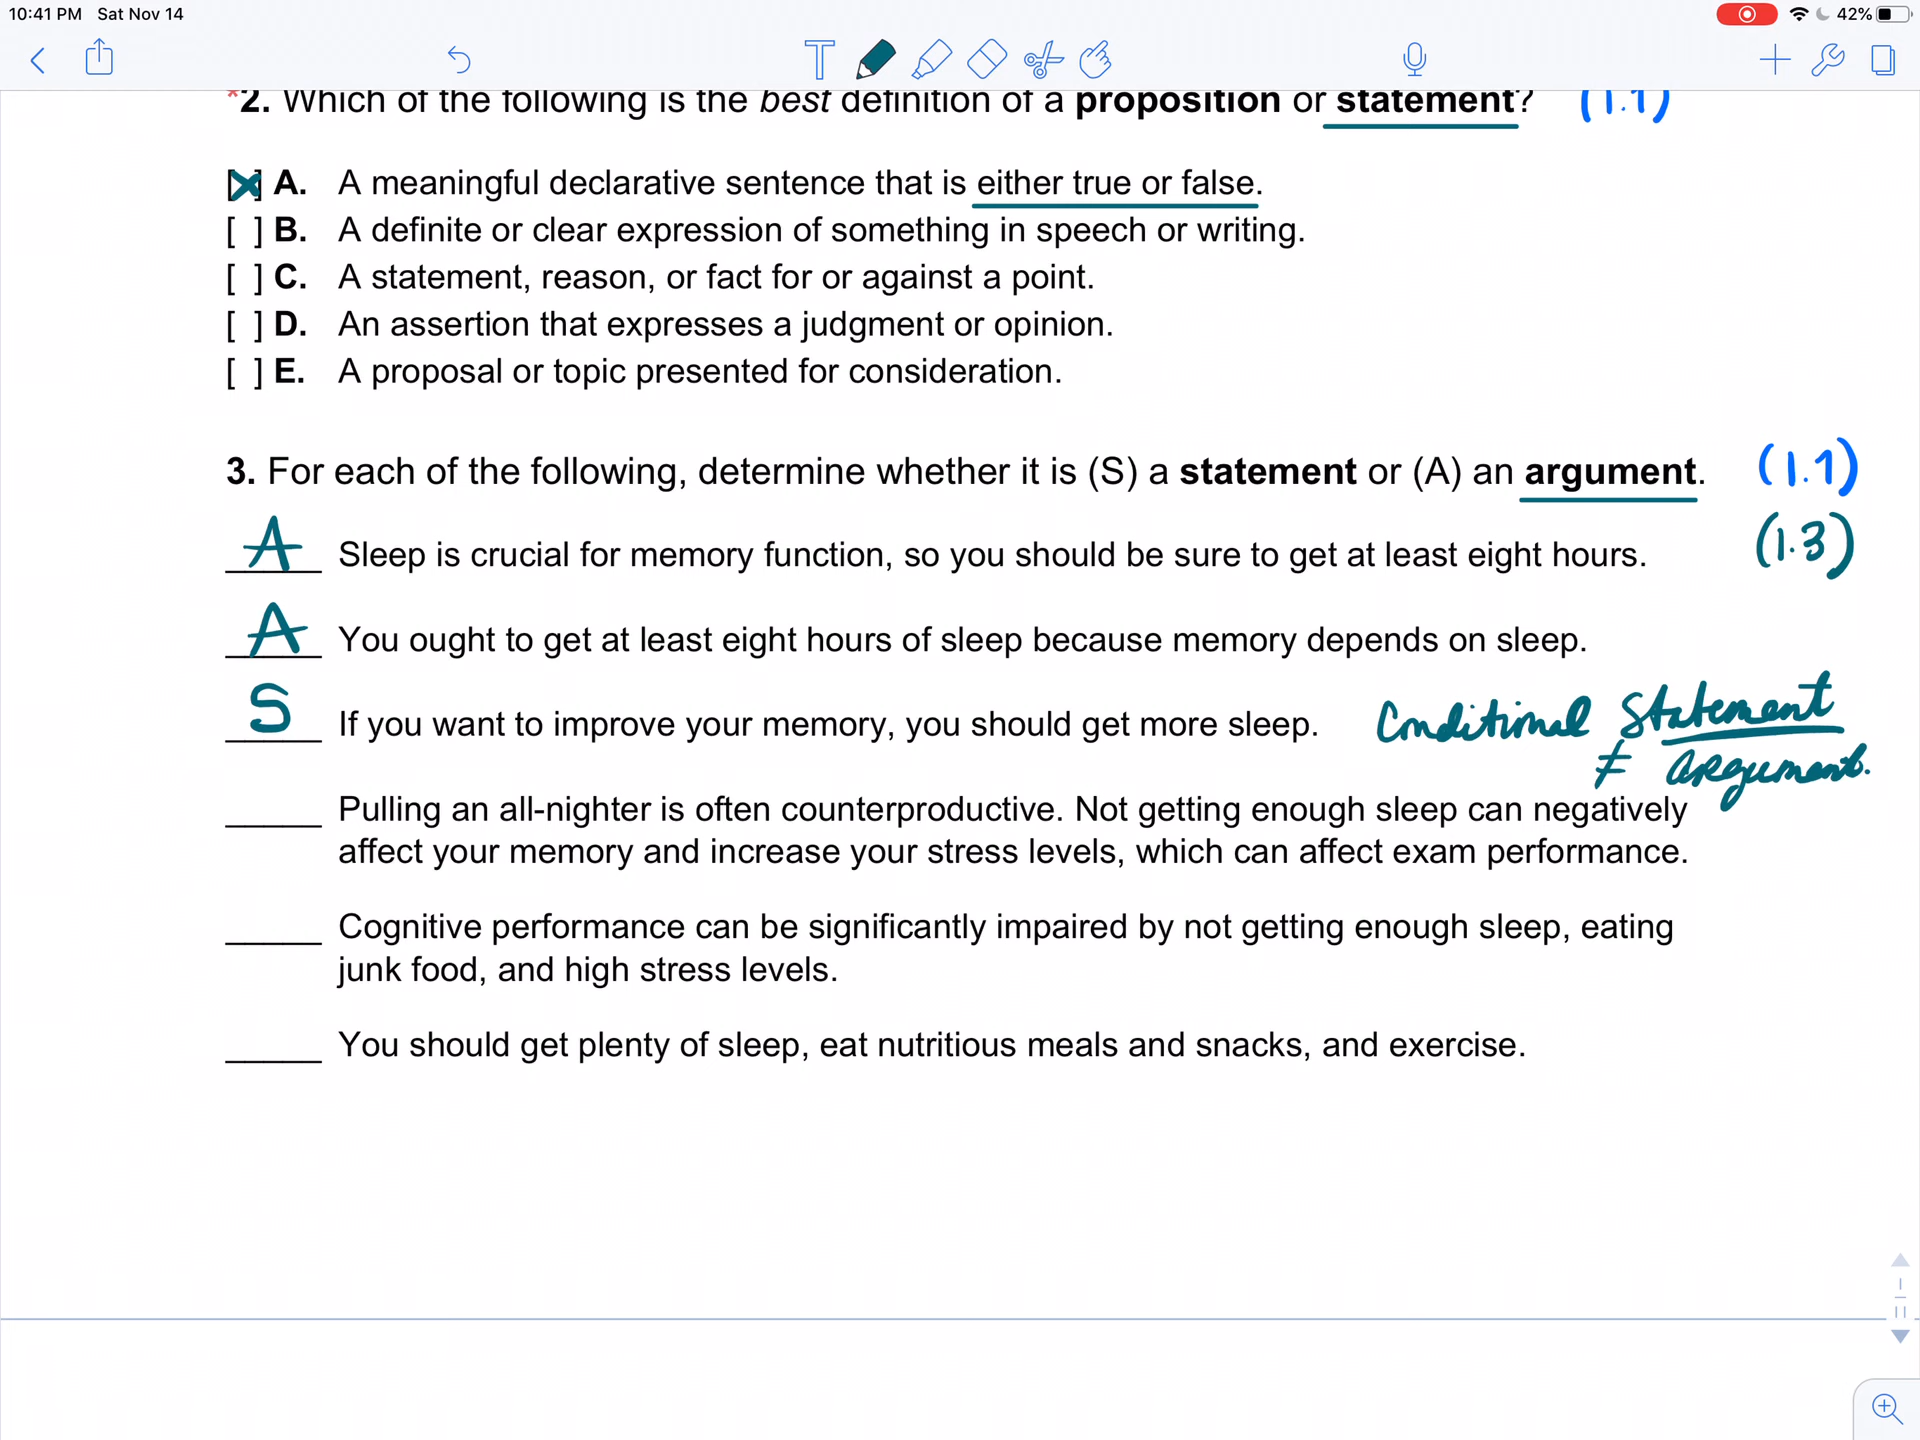 10:41 PM Sat Nov 14
42%
*2. Which of the following is the best definition of a proposition or statement? (1.1)
[X] A. A meaningful declarative sentence that is either true or false.
[ ] B. A definite or clear expression of something in speech or writing.
[ ] C. A statement, reason, or fact for or against a point.
[ ] D. An assertion that expresses a judgment or opinion.
[ ] E. A proposal or topic presented for consideration.
3. For each of the following, determine whether it is (S) a statement or (A) an argument. (1.1)
(1.3)
A Sleep is crucial for memory function, so you should be sure to get at least eight hours.
A You ought to get at least eight hours of sleep because memory depends on sleep.
S If you want to improve your memory, you should get more sleep. Conditional Statement
≠ argument.
______ Pulling an all-nighter is often counterproductive. Not getting enough sleep can negatively
affect your memory and increase your stress levels, which can affect exam performance.
______ Cognitive performance can be significantly impaired by not getting enough sleep, eating
junk food, and high stress levels.
______ You should get plenty of sleep, eat nutritious meals and snacks, and exercise.